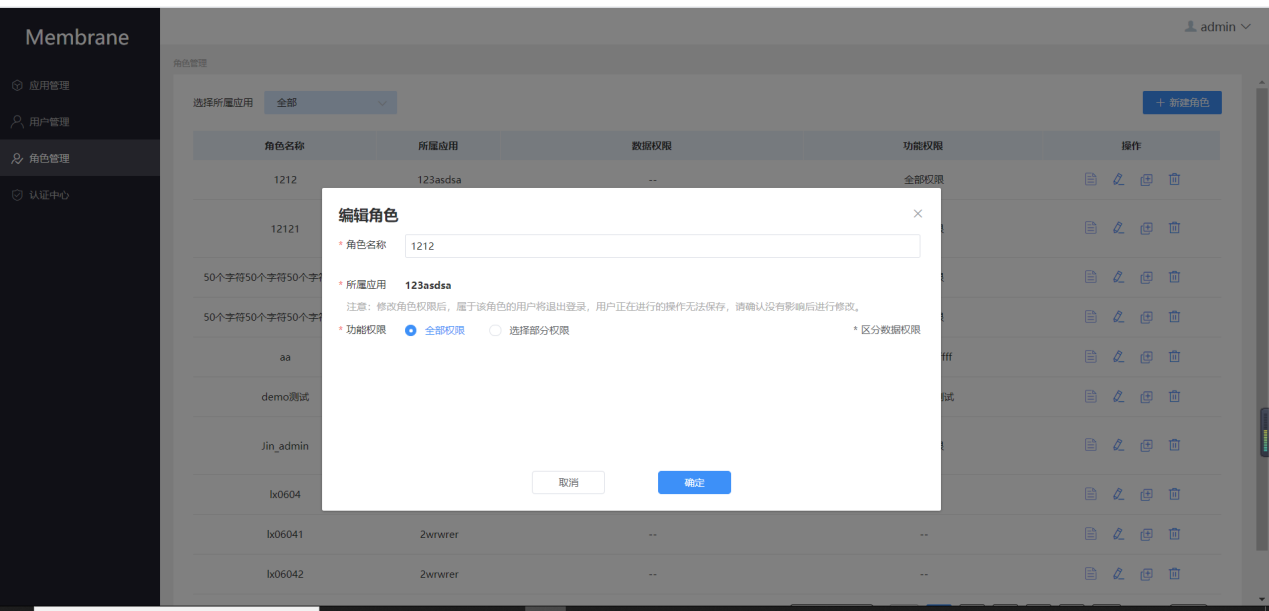 Membrane
admin
应用管理
用户管理
角色管理
认证中心
角色管理
选择所属应用 全部
+ 新建角色
角色名称 所属应用 数据权限 功能权限 操作
1212 123asdsa -- 全部权限
12121
50个字符50个字符50个字
50个字符50个字符50个字
aa
demo测试
Jin_admin
lx0604
lx06041 2wrwrer -- --
lx06042 2wrwrer -- --
编辑角色
* 角色名称 1212
* 所属应用 123asdsa
注意：修改角色权限后，属于该角色的用户将退出登录，用户正在进行的操作无法保存，请确认没有影响后进行修改。
* 功能权限 全部权限 选择部分权限 * 区分数据权限
取消 确定